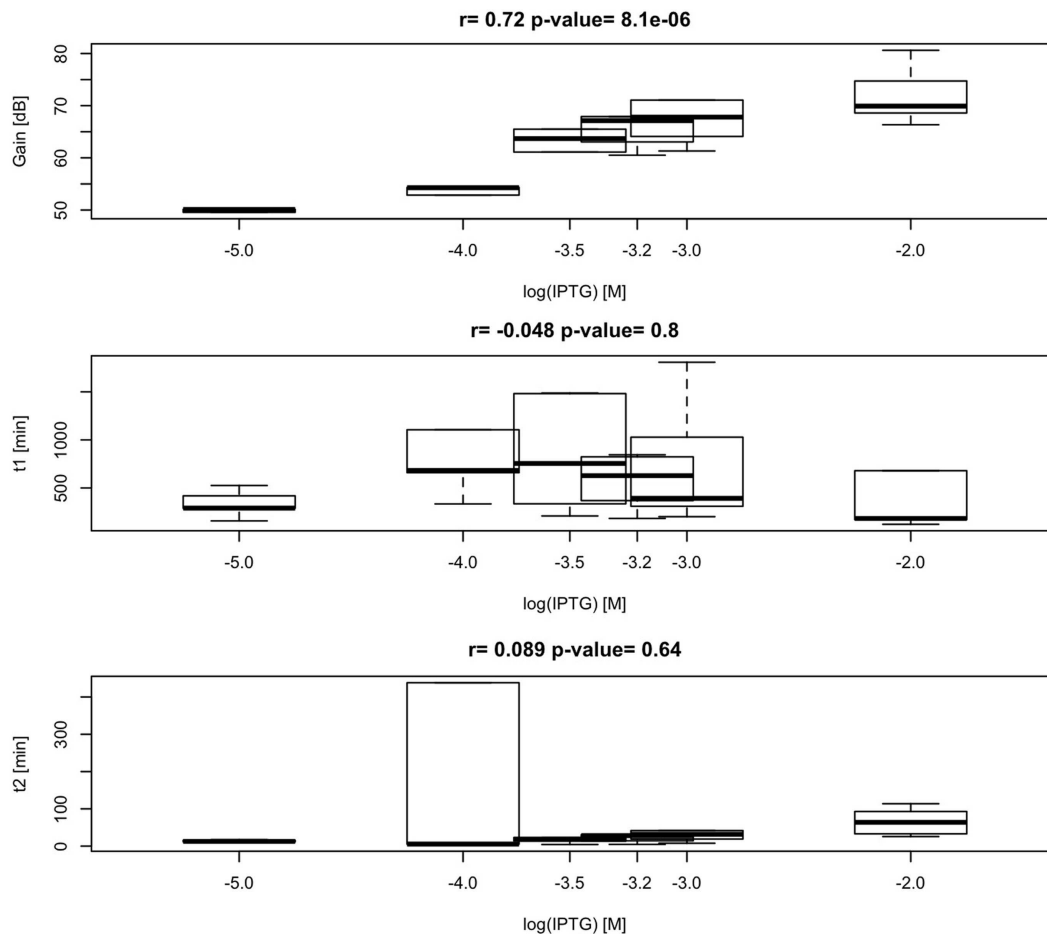 r= 0.72 p-value= 8.1e-06
80
70
60
50
Gain [dB]
-5.0 -4.0 -3.5 -3.2 -3.0 -2.0
log(IPTG) [M]
r= -0.048 p-value= 0.8
1000
500
t1 [min]
-5.0 -4.0 -3.5 -3.2 -3.0 -2.0
log(IPTG) [M]
r= 0.089 p-value= 0.64
300
100
0
t2 [min]
-5.0 -4.0 -3.5 -3.2 -3.0 -2.0
log(IPTG) [M]